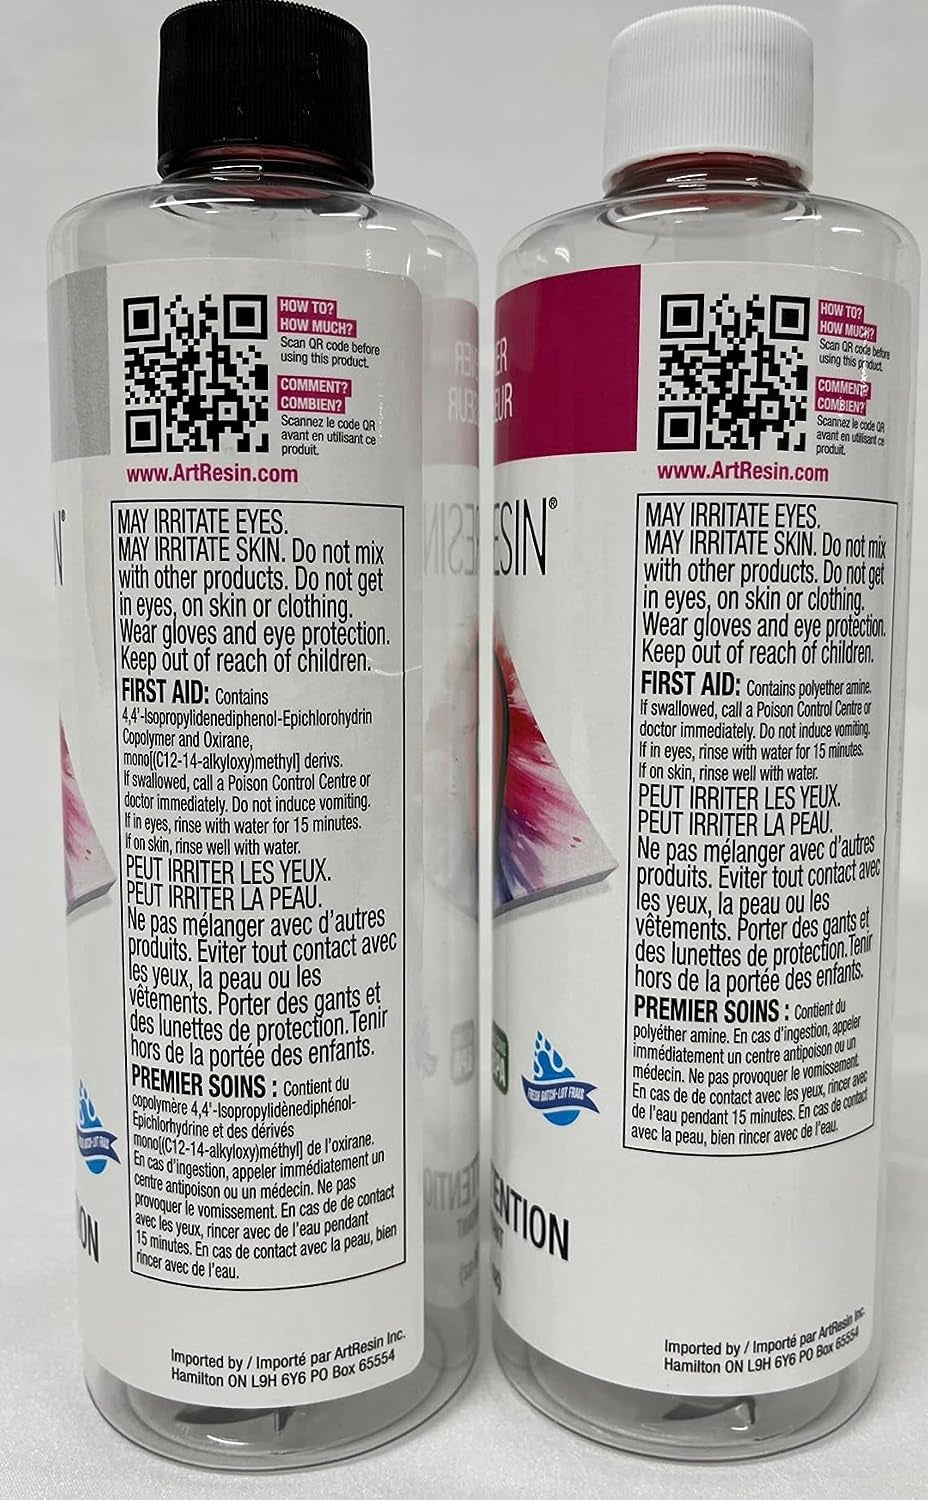 HOW TO?
HOW MUCH?
Scan QR code before
using this product.
COMMENT?
COMBIEN?
Scannez le code QR
avant en utilisant ce
produit.
www.ArtResin.com
MAY IRRITATE EYES.
MAY IRRITATE SKIN. Do not mix
with other products. Do not get
in eyes, on skin or clothing.
Wear gloves and eye protection.
Keep out of reach of children.
FIRST AID: Contains
4,4'-Isopropylidenediphenol-Epichlorohydrin
Copolymer and Oxirane,
mono[(C12-14-alkyloxy)methyl] derivs.
If swallowed, call a Poison Control Centre or
doctor immediately. Do not induce vomiting.
If in eyes, rinse with water for 15 minutes.
If on skin, rinse well with water.
PEUT IRRITER LES YEUX.
PEUT IRRITER LA PEAU.
Ne pas mélanger avec d'autres
produits. Éviter tout contact avec
les yeux, la peau ou les
vêtements. Porter des gants et
des lunettes de protection.Tenir
hors de la portée des enfants.
PREMIER SOINS : Contient du
copolymère 4,4'-Isopropylidènediphénol-
Epichlorhydrine et des dérivés
mono[(C12-14-alkyloxy)méthyl] de l'oxirane.
En cas d'ingestion, appeler immédiatement un
centre antipoison ou un médecin. Ne pas
provoquer le vomissement. En cas de de contact
avec les yeux, rincer avec de l'eau pendant
15 minutes. En cas de contact avec la peau, bien
rincer avec de l'eau.
Imported by / Importé par ArtResin Inc.
Hamilton ON L9H 6Y6 PO Box 65554
N®
FRESH BATCH-LOT FRAIS
ON
ER
EUR
ESIN®
FRESH BATCH-LOT FRAIS
ENTION
HOW TO?
HOW MUCH?
Scan QR code before
using this product.
COMMENT?
COMBIEN?
Scannez le code QR
avant en utilisant ce
produit.
www.ArtResin.com
MAY IRRITATE EYES.
MAY IRRITATE SKIN. Do not mix
with other products. Do not get
in eyes, on skin or clothing.
Wear gloves and eye protection.
Keep out of reach of children.
FIRST AID: Contains polyether amine.
If swallowed, call a Poison Control Centre or
doctor immediately. Do not induce vomiting.
If in eyes, rinse with water for 15 minutes.
If on skin, rinse well with water.
PEUT IRRITER LES YEUX.
PEUT IRRITER LA PEAU.
Ne pas mélanger avec d'autres
produits. Éviter tout contact avec
les yeux, la peau ou les
vêtements. Porter des gants et
des lunettes de protection.Tenir
hors de la portée des enfants.
PREMIER SOINS : Contient du
polyéther amine. En cas d'ingestion, appeler
immédiatement un centre antipoison ou un
médecin. Ne pas provoquer le vomissement.
En cas de de contact avec les yeux, rincer avec
de l'eau pendant 15 minutes. En cas de contact
avec la peau, bien rincer avec de l'eau.
Imported by / Importé par ArtResin Inc.
Hamilton ON L9H 6Y6 PO Box 65554